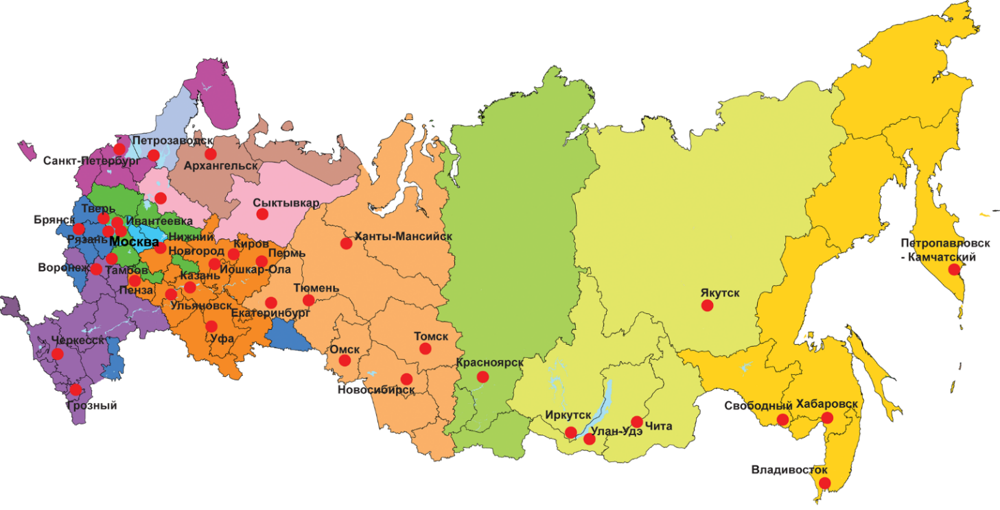 Петрозаводск
Санкт-Петербург
Архангельск
Сыктывкар
Тверь
Брянск
Ивантеевка
Рязань
Москва
Нижний
Новгород
Киров
Пермь
Йошкар-Ола
Ханты-Мансийск
Воронеж
Тамбов
Казань
Пенза
Ульяновск
Тюмень
Екатеринбург
Уфа
Черкесск
Грозный
Омск
Томск
Новосибирск
Красноярск
Иркутск
Улан-Удэ
Чита
Якутск
Петропавловск
- Камчатский
Свободный
Хабаровск
Владивосток